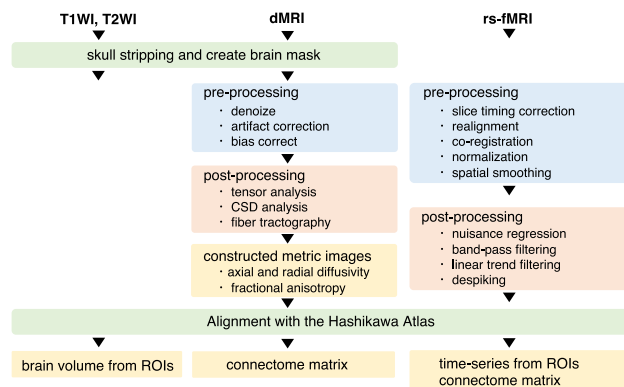 T1WI, T2WI
dMRI
rs-fMRI
skull stripping and create brain mask
pre-processing
· denoize
· artifact correction
· bias correct
post-processing
· tensor analysis
· CSD analysis
· fiber tractography
constructed metric images
· axial and radial diffusivity
· fractional anisotropy
pre-processing
· slice timing correction
· realignment
· co-registration
· normalization
· spatial smoothing
post-processing
· nuisance regression
· band-pass filtering
· linear trend filtering
· despiking
Alignment with the Hashikawa Atlas
brain volume from ROIs
connectome matrix
time-series from ROIs
connectome matrix